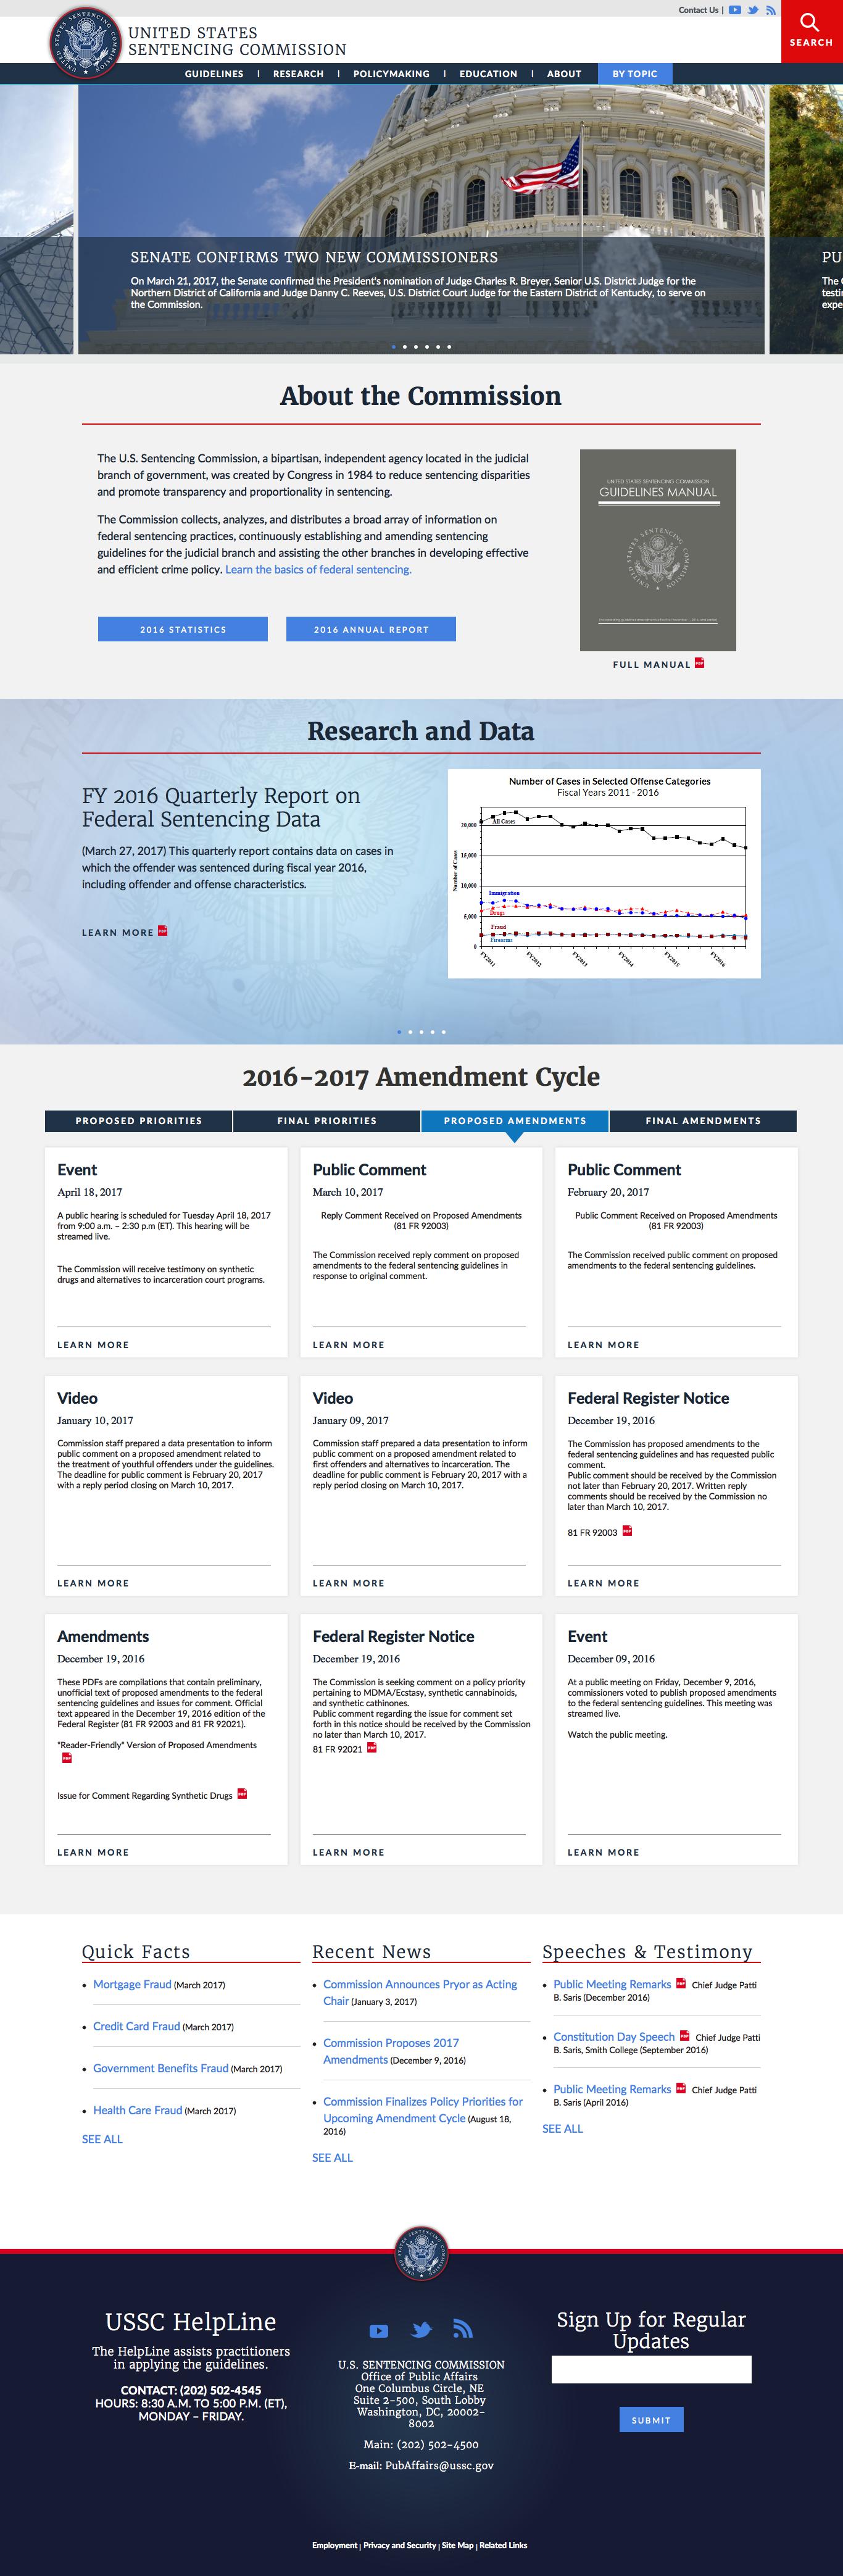 Contact Us |
SEARCH
UNITED STATES
SENTENCING COMMISSION
GUIDELINES | RESEARCH | POLICYMAKING | EDUCATION | ABOUT BY TOPIC
SENATE CONFIRMS TWO NEW COMMISSIONERS
On March 21, 2017, the Senate confirmed the President's nomination of Judge Charles R. Breyer, Senior U.S. District Judge for the
Northern District of California and Judge Danny C. Reeves, U.S. District Court Judge for the Eastern District of Kentucky, to serve on
the Commission.
PU
The
testi
expe
About the Commission
The U.S. Sentencing Commission, a bipartisan, independent agency located in the judicial
branch of government, was created by Congress in 1984 to reduce sentencing disparities
and promote transparency and proportionality in sentencing.
The Commission collects, analyzes, and distributes a broad array of information on
federal sentencing practices, continuously establishing and amending sentencing
guidelines for the judicial branch and assisting the other branches in developing effective
and efficient crime policy. Learn the basics of federal sentencing.
2016 STATISTICS
2016 ANNUAL REPORT
UNITED STATES SENTENCING COMMISSION
GUIDELINES MANUAL
UNITED STATES SENTENCING COMMISSION
FULL MANUAL
Research and Data
FY 2016 Quarterly Report on
Federal Sentencing Data
(March 27, 2017) This quarterly report contains data on cases in
which the offender was sentenced during fiscal year 2016,
including offender and offense characteristics.
LEARN MORE
Number of Cases in Selected Offense Categories
Fiscal Years 2011 - 2016
Number of Cases
20,000
15,000
10,000
5,000
0
All Cases
Immigration
Drugs
Fraud
Firearms
FY2011
FY2012
FY2013
FY2014
FY2015
FY2016
2016-2017 Amendment Cycle
PROPOSED PRIORITIES
FINAL PRIORITIES
PROPOSED AMENDMENTS
FINAL AMENDMENTS
Event
April 18, 2017
A public hearing is scheduled for Tuesday April 18, 2017
from 9:00 a.m. – 2:30 p.m (ET). This hearing will be
streamed live.
The Commission will receive testimony on synthetic
drugs and alternatives to incarceration court programs.
LEARN MORE
Public Comment
March 10, 2017
Reply Comment Received on Proposed Amendments
(81 FR 92003)
The Commission received reply comment on proposed
amendments to the federal sentencing guidelines in
response to original comment.
LEARN MORE
Public Comment
February 20, 2017
Public Comment Received on Proposed Amendments
(81 FR 92003)
The Commission received public comment on proposed
amendments to the federal sentencing guidelines.
LEARN MORE
Video
January 10, 2017
Commission staff prepared a data presentation to inform
public comment on a proposed amendment related to
the treatment of youthful offenders under the guidelines.
The deadline for public comment is February 20, 2017
with a reply period closing on March 10, 2017.
LEARN MORE
Video
January 09, 2017
Commission staff prepared a data presentation to inform
public comment on a proposed amendment related to
first offenders and alternatives to incarceration. The
deadline for public comment is February 20, 2017 with a
reply period closing on March 10, 2017.
LEARN MORE
Federal Register Notice
December 19, 2016
The Commission has proposed amendments to the
federal sentencing guidelines and has requested public
comment.
Public comment should be received by the Commission
not later than February 20, 2017. Written reply
comments should be received by the Commission no
later than March 10, 2017.
81 FR 92003
LEARN MORE
Amendments
December 19, 2016
These PDFs are compilations that contain preliminary,
unofficial text of proposed amendments to the federal
sentencing guidelines and issues for comment. Official
text appeared in the December 19, 2016 edition of the
Federal Register (81 FR 92003 and 81 FR 92021).
"Reader-Friendly" Version of Proposed Amendments
Issue for Comment Regarding Synthetic Drugs
LEARN MORE
Federal Register Notice
December 19, 2016
The Commission is seeking comment on a policy priority
pertaining to MDMA/Ecstasy, synthetic cannabinoids,
and synthetic cathinones.
Public comment regarding the issue for comment set
forth in this notice should be received by the Commission
no later than March 10, 2017.
81 FR 92021
LEARN MORE
Event
December 09, 2016
At a public meeting on Friday, December 9, 2016,
commissioners voted to publish proposed amendments
to the federal sentencing guidelines. This meeting was
streamed live.
Watch the public meeting.
LEARN MORE
Quick Facts
Mortgage Fraud (March 2017)
Credit Card Fraud (March 2017)
Government Benefits Fraud (March 2017)
Health Care Fraud (March 2017)
SEE ALL
Recent News
Commission Announces Pryor as Acting
Chair (January 3, 2017)
Commission Proposes 2017
Amendments (December 9, 2016)
Commission Finalizes Policy Priorities for
Upcoming Amendment Cycle (August 18,
2016)
SEE ALL
Speeches & Testimony
Public Meeting Remarks Chief Judge Patti
B. Saris (December 2016)
Constitution Day Speech Chief Judge Patti
B. Saris, Smith College (September 2016)
Public Meeting Remarks Chief Judge Patti
B. Saris (April 2016)
SEE ALL
USSC HelpLine
The HelpLine assists practitioners
in applying the guidelines.
CONTACT: (202) 502-4545
HOURS: 8:30 A.M. TO 5:00 P.M. (ET),
MONDAY – FRIDAY.
U.S. SENTENCING COMMISSION
Office of Public Affairs
One Columbus Circle, NE
Suite 2-500, South Lobby
Washington, DC, 20002-
8002
Main: (202) 502-4500
E-mail: PubAffairs@ussc.gov
Sign Up for Regular
Updates
SUBMIT
Employment | Privacy and Security | Site Map | Related Links